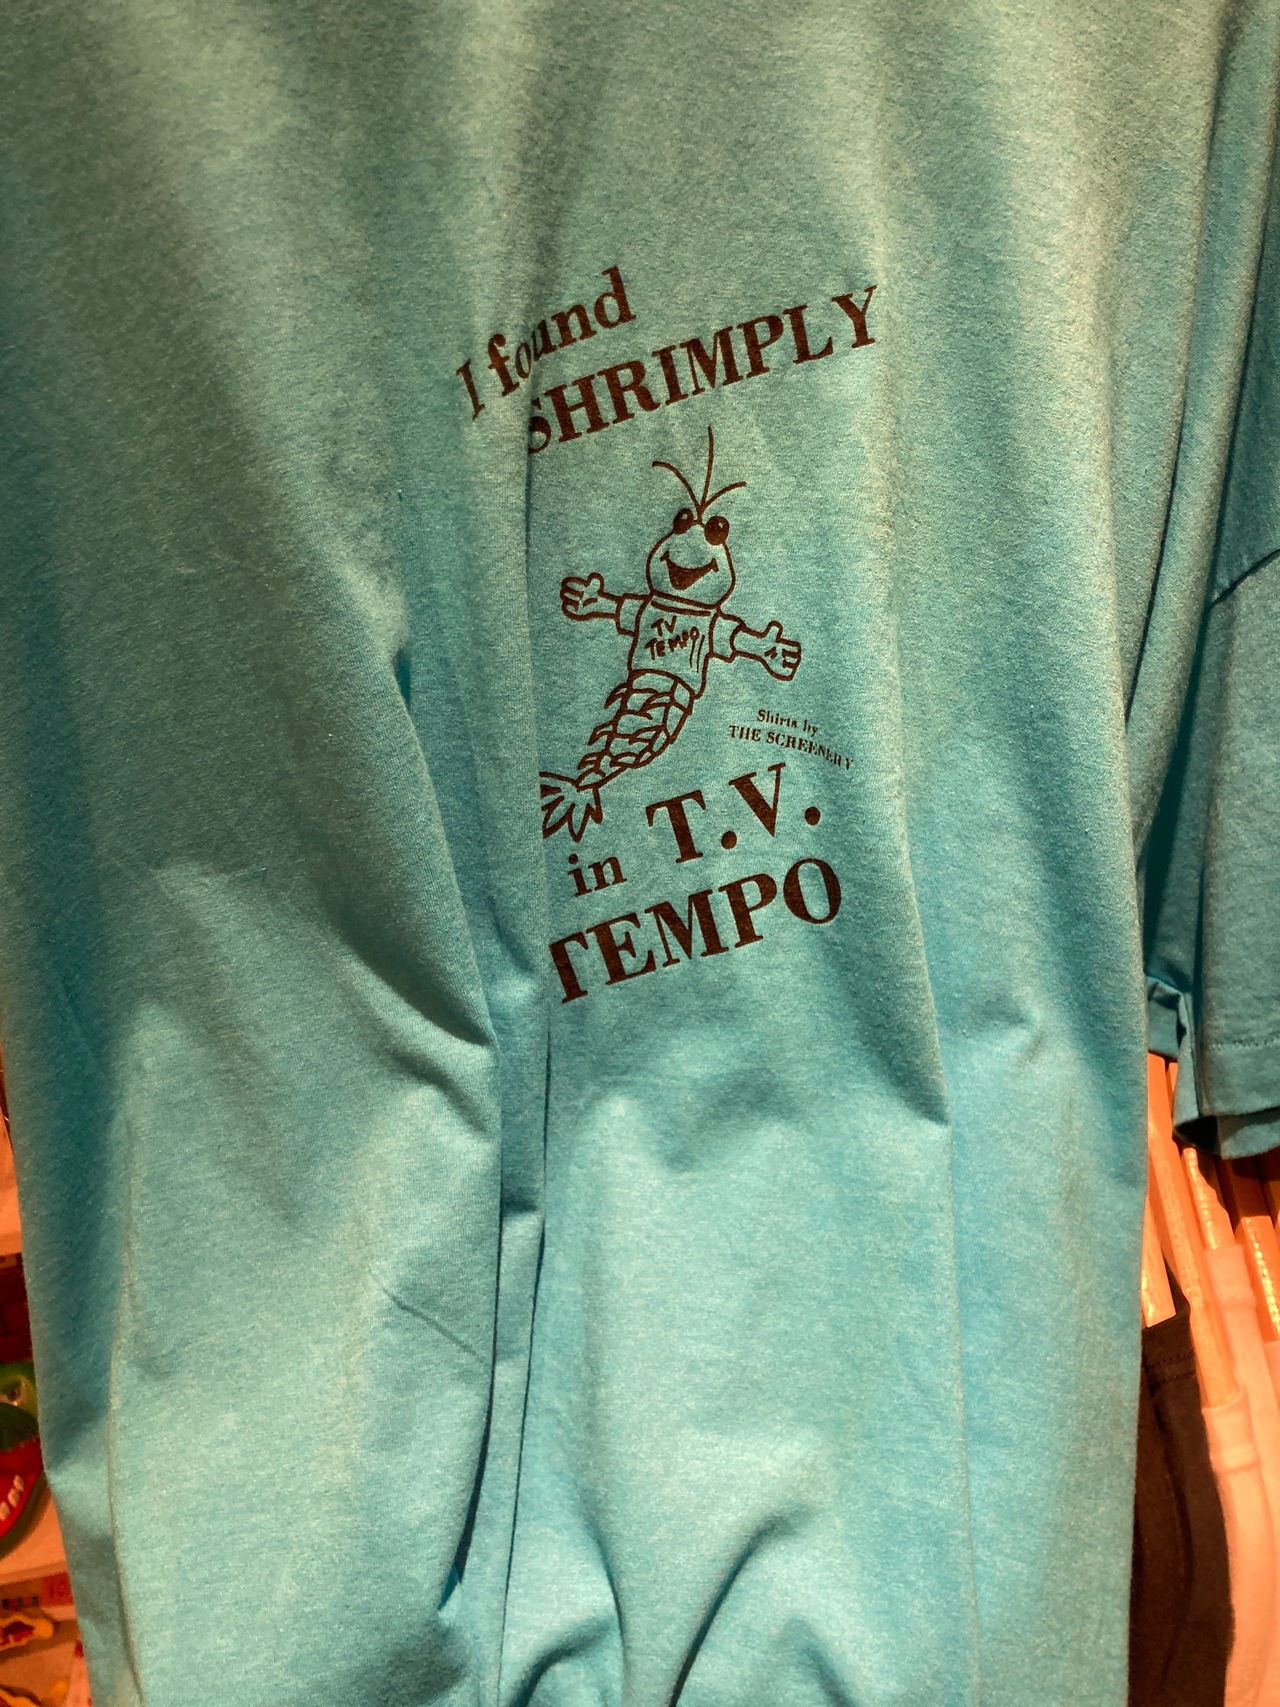 I found
SHRIMPLY
TV
TEMPO
Shirts by
THE SCREENERY
in T.V.
TEMPO